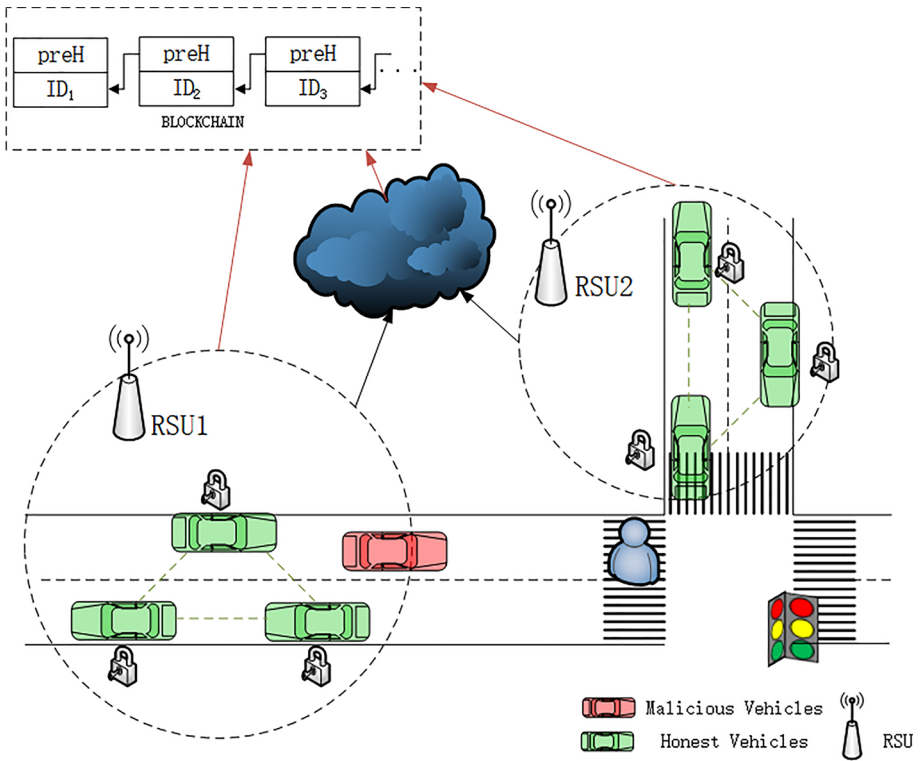 preH preH preH
ID₁ ID₂ ID₃ ....
BLOCKCHAIN
RSU2
RSU1
Malicious Vehicles
Honest Vehicles RSU